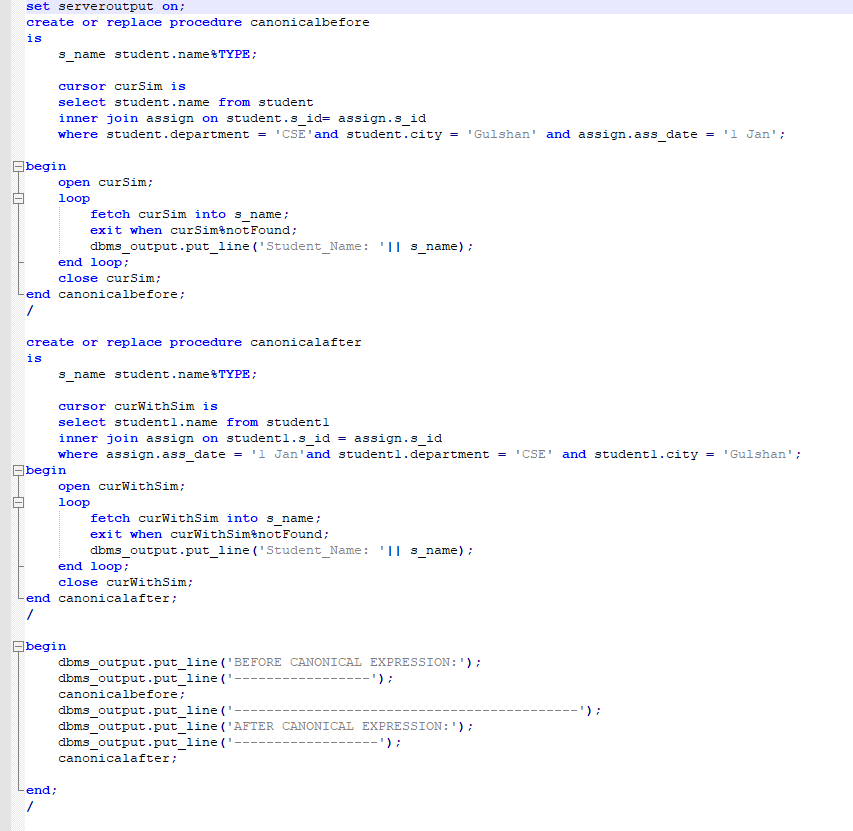 set serveroutput on;
create or replace procedure canonicalbefore
is
    s_name student.name%TYPE;

    cursor curSim is
    select student.name from student
    inner join assign on student.s_id= assign.s_id
    where student.department = 'CSE'and student.city = 'Gulshan' and assign.ass_date = '1 Jan';

begin
    open curSim;
    loop
        fetch curSim into s_name;
        exit when curSim%notFound;
        dbms_output.put_line('Student_Name: '|| s_name);
    end loop;
    close curSim;
end canonicalbefore;
/

create or replace procedure canonicalafter
is
    s_name student.name%TYPE;

    cursor curWithSim is
    select student1.name from student1
    inner join assign on student1.s_id = assign.s_id
    where assign.ass_date = '1 Jan'and student1.department = 'CSE' and student1.city = 'Gulshan';
begin
    open curWithSim;
    loop
        fetch curWithSim into s_name;
        exit when curWithSim%notFound;
        dbms_output.put_line('Student_Name: '|| s_name);
    end loop;
    close curWithSim;
end canonicalafter;
/

begin
    dbms_output.put_line('BEFORE CANONICAL EXPRESSION:');
    dbms_output.put_line('-----------------');
    canonicalbefore;
    dbms_output.put_line('-------------------------------------------');
    dbms_output.put_line('AFTER CANONICAL EXPRESSION:');
    dbms_output.put_line('------------------');
    canonicalafter;

end;
/